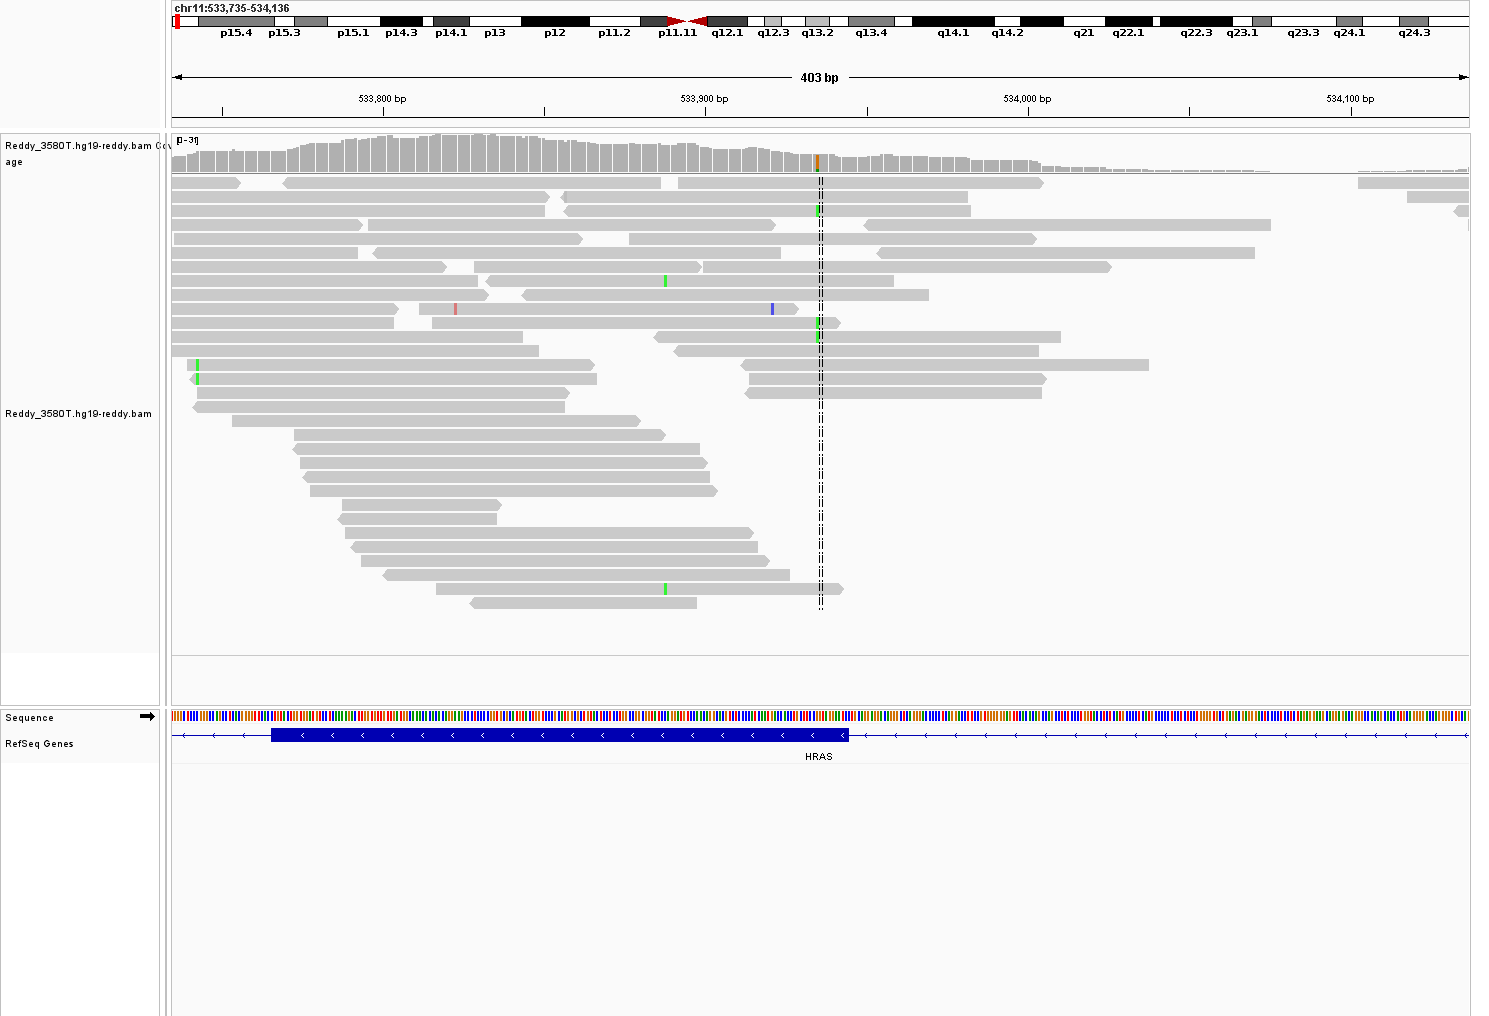 chr11:533,735-534,136
p15.4 p15.3 p15.1 p14.3 p14.1 p13 p12 p11.2 p11.11 q12.1 q12.3 q13.2 q13.4 q14.1 q14.2 q21 q22.1 q22.3 q23.1 q23.3 q24.1 q24.3
403 bp
533,800 bp 533,900 bp 534,000 bp 534,100 bp
[0-31]
Reddy_3580T.hg19-reddy.bam Cov
age
Reddy_3580T.hg19-reddy.bam
Sequence
RefSeq Genes
HRAS